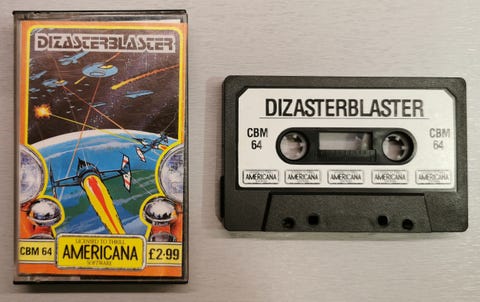 DIZASTERBLASTER
CBM 64
LICENSED TO THRILL
AMERICANA
SOFTWARE
£2·99
DIZASTERBLASTER
CBM
64
CBM
64
AMERICANA
AMERICANA
AMERICANA
AMERICANA
AMERICANA